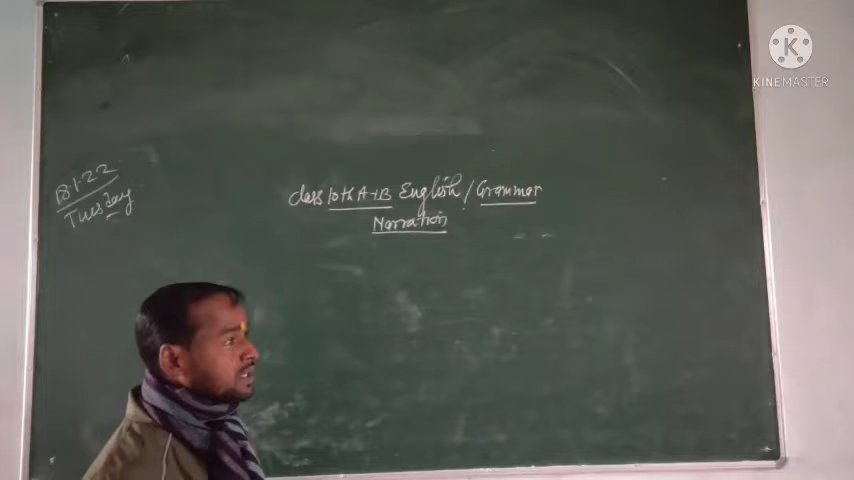 18.1.22
Tuesday
class 10th A+B English / Grammar
Narration
K
KINEMASTER